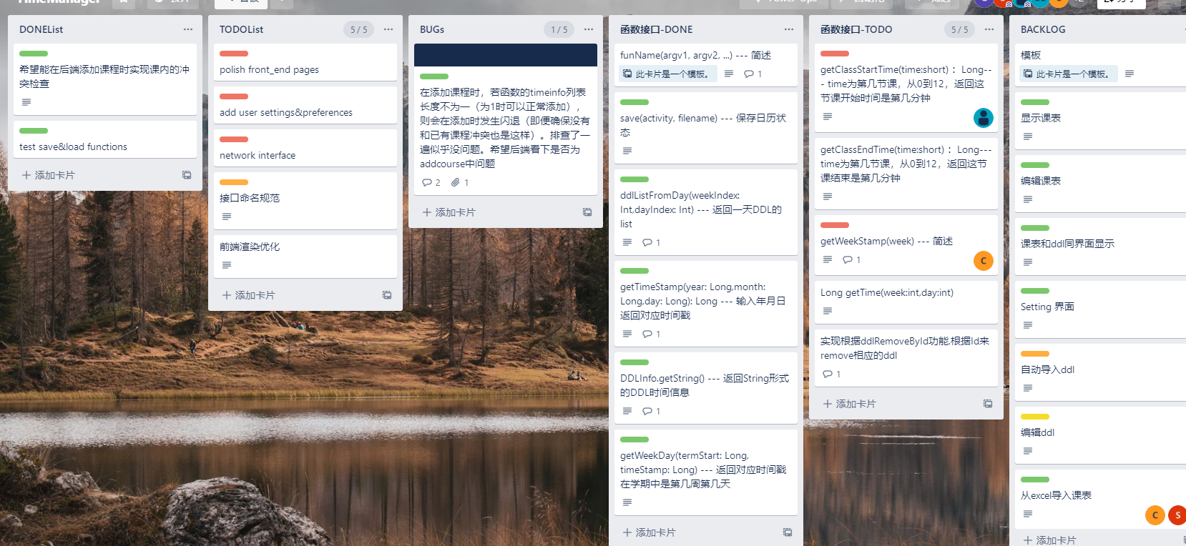 TimeManager
Power-Ups
DONEList
希望能在后端添加课程时实现课内的冲
突检查
test save&load functions
添加卡片
TODOList
5 / 5
polish front_end pages
add user settings&preferences
network interface
接口命名规范
前端渲染优化
添加卡片
BUGs
1 / 5
在添加课程时，若函数的timeinfo列表
长度不为一（为1时可以正常添加），
则会在添加时发生闪退（即便确保没有
和已有课程冲突也是这样）。排查了一
遍似乎没问题。希望后端看下是否为
addcourse中问题
2
1
添加卡片
函数接口-DONE
funName(argv1, argv2, ...) --- 简述
此卡片是一个模板。
1
save(activity, filename) --- 保存日历状
态
ddlListFromDay(weekIndex:
Int,dayIndex: Int) --- 返回一天DDL的
list
1
getTimeStamp(year: Long,month:
Long,day: Long): Long --- 输入年月日
返回对应时间戳
1
DDLInfo.getString() --- 返回String形式
的DDL时间信息
1
getWeekDay(termStart: Long,
timeStamp: Long) --- 返回对应时间戳
在学期中是第几周第几天
添加卡片
函数接口-TODO
5 / 5
getClassStartTime(time:short)：Long--
- time为第几节课，从0到12，返回这
节课开始时间是第几分钟
getClassEndTime(time:short)：Long---
time为第几节课，从0到12，返回这节
课结束是第几分钟
getWeekStamp(week) --- 简述
1
C
Long getTime(week:int,day:int)
实现根据ddlRemoveById功能,根据Id来
remove相应的ddl
1
添加卡片
BACKLOG
模板
此卡片是一个模板。
显示课表
编辑课表
课表和ddl同界面显示
Setting 界面
自动导入ddl
编辑ddl
从excel导入课表
C
S
添加卡片